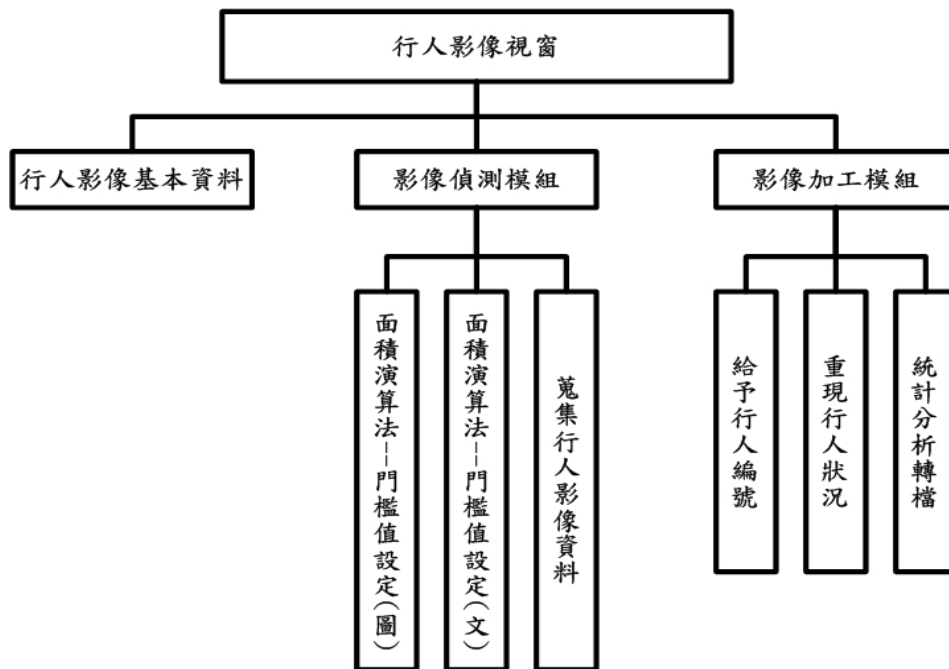 行人影像視窗
行人影像基本資料
影像偵測模組
影像加工模組
面積演算法--門檻值設定(圖)
面積演算法--門檻值設定(文)
蒐集行人影像資料
給予行人編號
重現行人狀況
統計分析轉檔